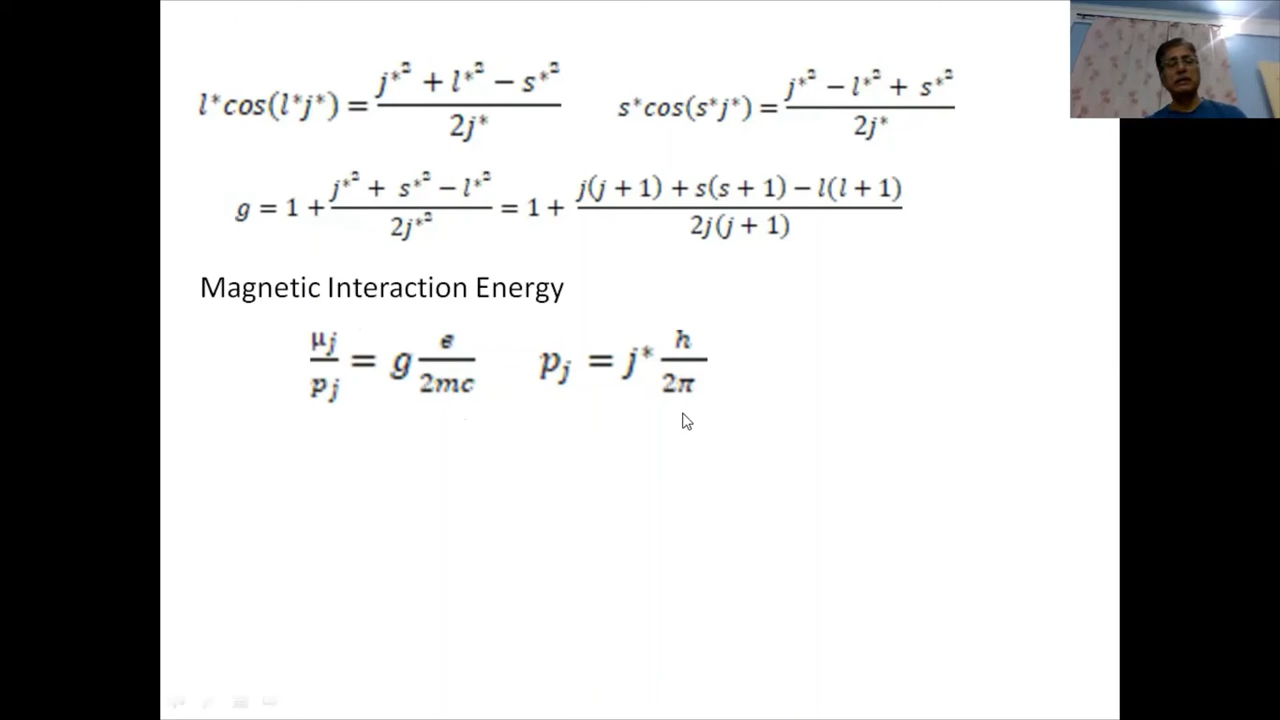 l*cos(l*j*) = (j*² + l*² − s*²) / 2j*    s*cos(s*j*) = (j*² − l*² + s*²) / 2j*
g = 1 + (j*² + s*² − l*²) / 2j*² = 1 + (j(j + 1) + s(s + 1) − l(l + 1)) / 2j(j + 1)
Magnetic Interaction Energy
μj / pj = g e / 2mc    pj = j* h / 2π